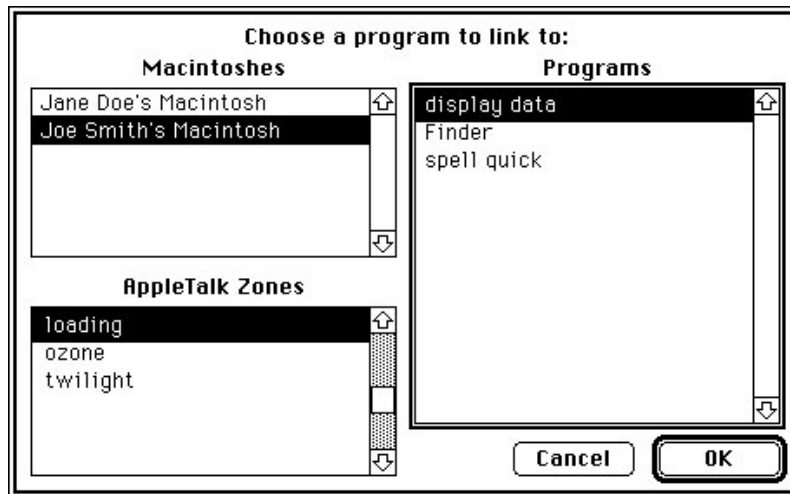 Choose a program to link to:
Macintoshes
Jane Doe's Macintosh
Joe Smith's Macintosh
AppleTalk Zones
loading
ozone
twilight
Programs
display data
Finder
spell quick
Cancel
OK